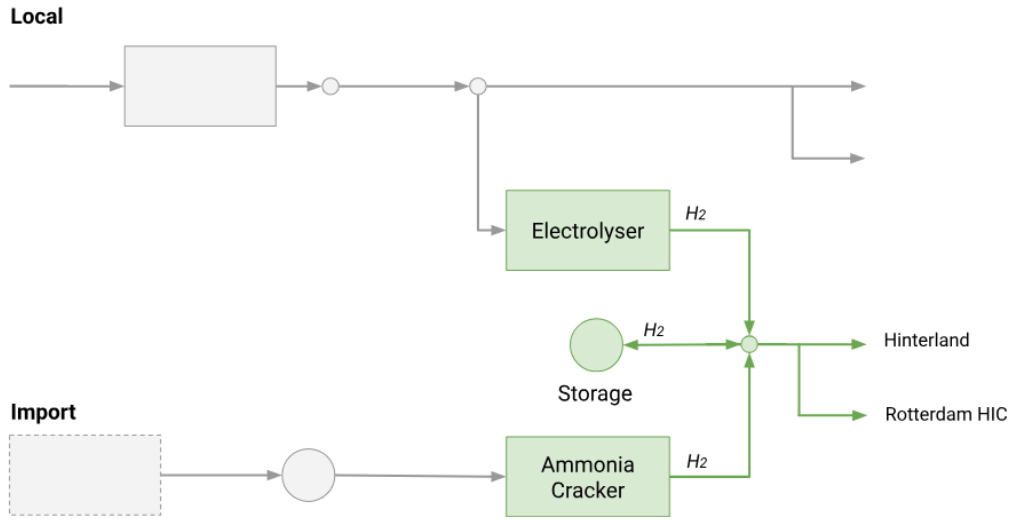 Local
Electrolyser
H2
H2
Storage
Hinterland
Rotterdam HIC
Import
Ammonia
Cracker
H2